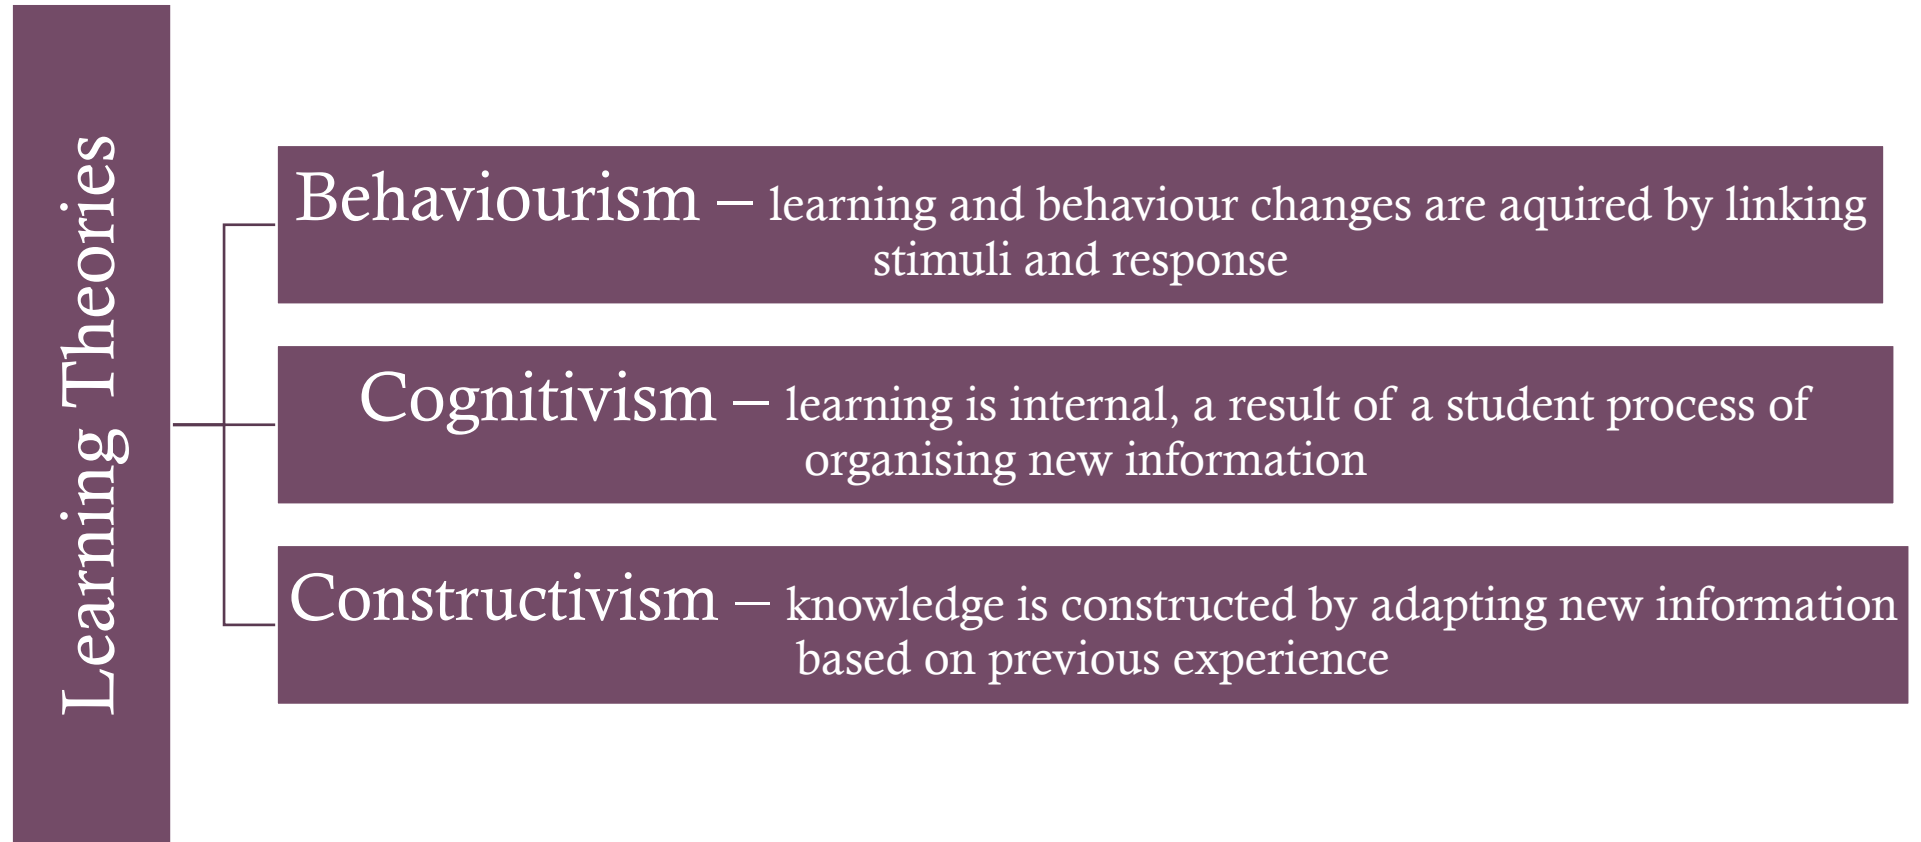 Learning Theories
Behaviourism – learning and behaviour changes are aquired by linking
stimuli and response
Cognitivism – learning is internal, a result of a student process of
organising new information
Constructivism – knowledge is constructed by adapting new information
based on previous experience